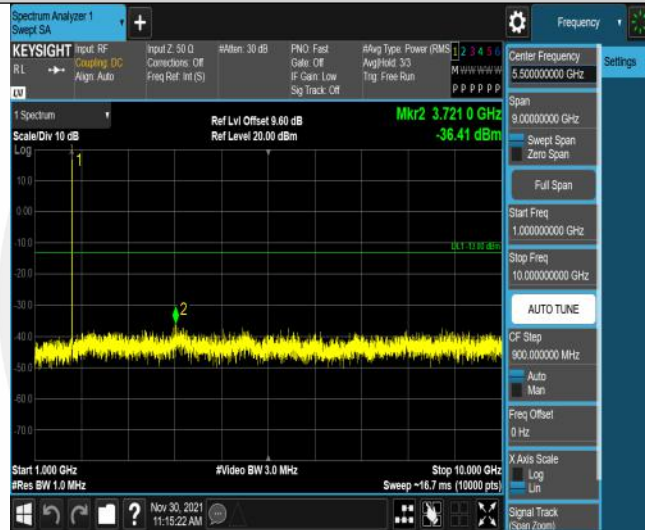 Spectrum Analyzer 1
Swept SA
+
Frequency
KEYSIGHT
RL
LXI
Input: RF
Coupling: DC
Align: Auto
Input Z: 50 Ω
Corrections: Off
Freq Ref: Int (S)
#Atten: 30 dB
PNO: Fast
Gate: Off
IF Gain: Low
Sig Track: Off
#Avg Type: Power (RMS
Avg|Hold: 3/3
Trig: Free Run
1 2 3 4 5 6
M W W W W W
P P P P P P
1 Spectrum
Scale/Div 10 dB
Log
Ref Lvl Offset 9.60 dB
Ref Level 20.00 dBm
Mkr2 3.721 0 GHz
-36.41 dBm
1
10.0
0.00
-10.0
DL1 -13.00 dBm
-20.0
-30.0
2
-40.0
-50.0
-60.0
-70.0
Start 1.000 GHz
#Res BW 1.0 MHz
#Video BW 3.0 MHz
Stop 10.000 GHz
Sweep ~16.7 ms (10000 pts)
Center Frequency
5.500000000 GHz
Settings
Span
9.00000000 GHz
Swept Span
Zero Span
Full Span
Start Freq
1.000000000 GHz
Stop Freq
10.000000000 GHz
AUTO TUNE
CF Step
900.000000 MHz
Auto
Man
Freq Offset
0 Hz
X Axis Scale
Log
Lin
Signal Track
(Span Zoom)
?
Nov 30, 2021
11:15:22 AM